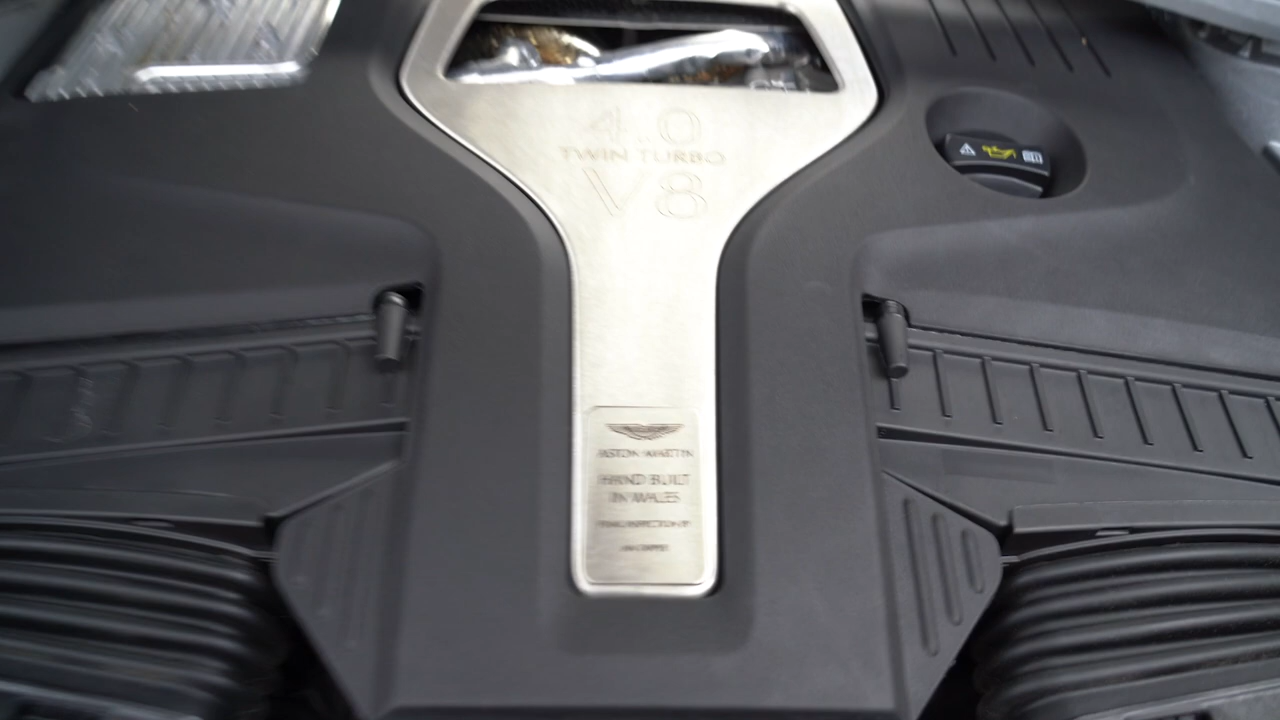 4.0
TWIN TURBO
V8
ASTON MARTIN
HAND BUILT
IN WALES